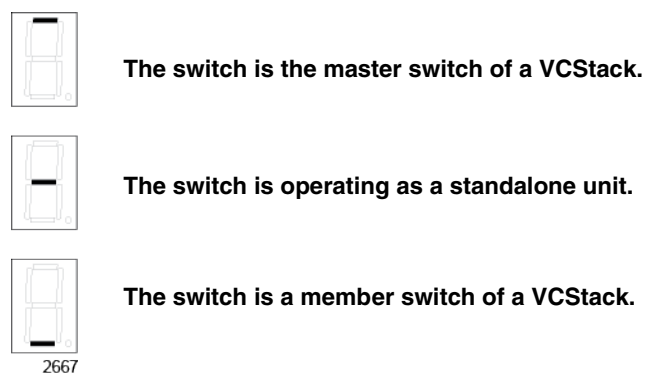 The switch is the master switch of a VCStack.
The switch is operating as a standalone unit.
The switch is a member switch of a VCStack.
2667